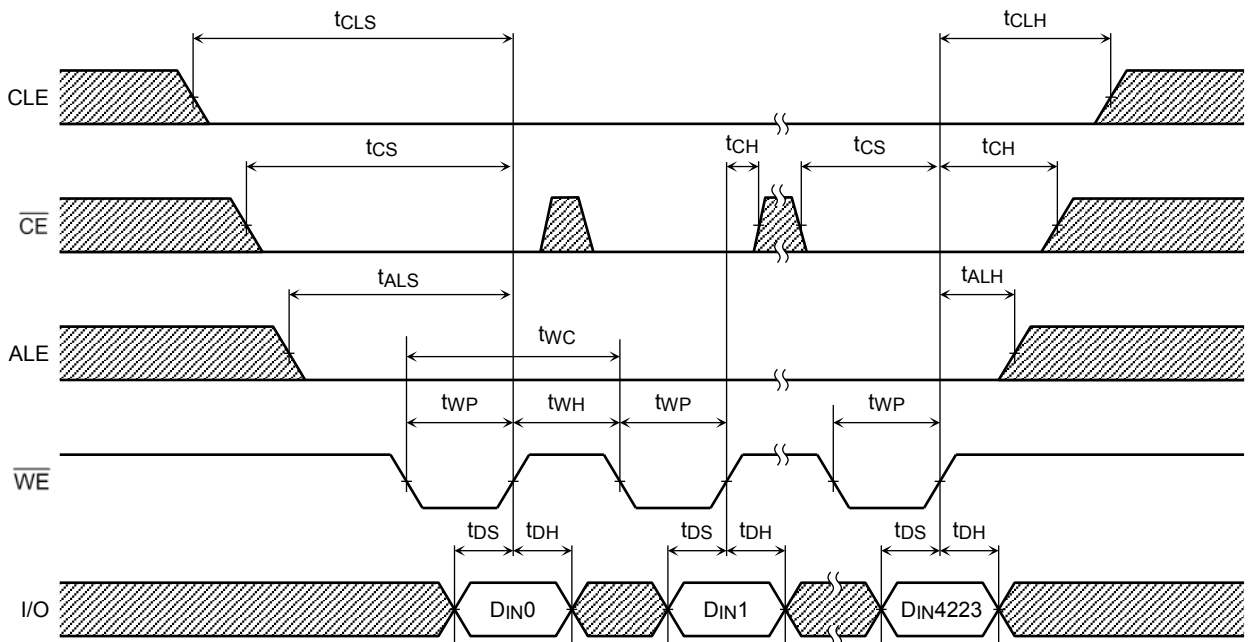 tCLS tCLH
CLE
tCS tCH tCS tCH
CE
tALS tALH
tWC
ALE
tWP tWH tWP tWP
WE
tDS tDH tDS tDH tDS tDH
I/O DIN0 DIN1 DIN4223